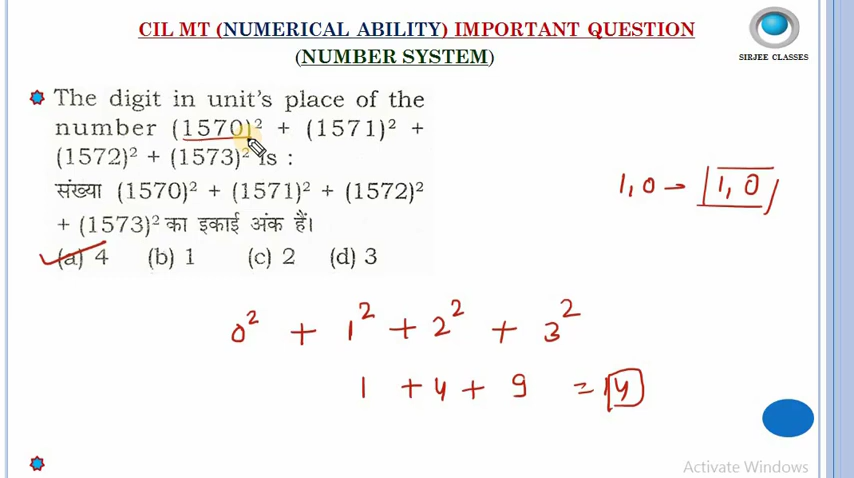 CIL MT (NUMERICAL ABILITY) IMPORTANT QUESTION
(NUMBER SYSTEM)
SIRJEE CLASSES
The digit in unit's place of the
number (1570)² + (1571)² +
(1572)² + (1573)² is :
संख्या (1570)² + (1571)² + (1572)²
+ (1573)² का इकाई अंक हैं।
(a) 4 (b) 1 (c) 2 (d) 3
1,0 → 1,0
0² + 1² + 2² + 3²
1 + 4 + 9 = 14
Activate Windows